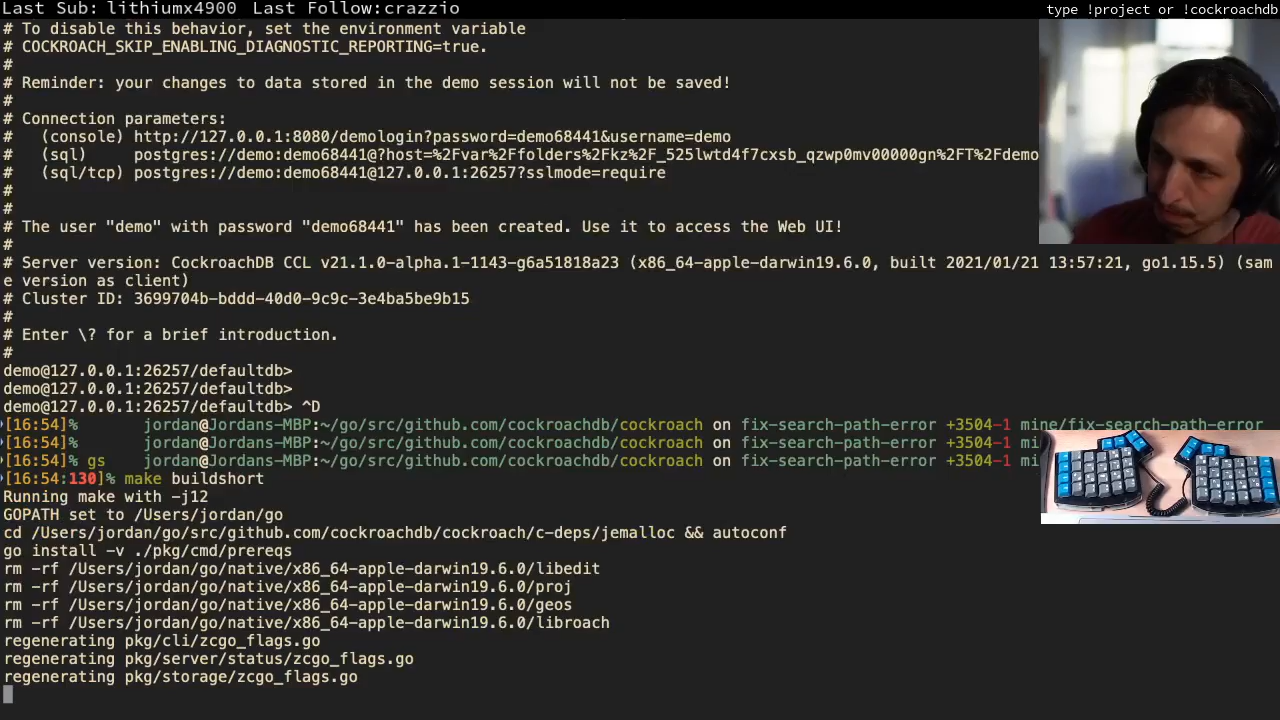 Last Sub: lithiumx4900  Last Follow:crazzio
type !project or !cockroachdb
# To disable this behavior, set the environment variable
# COCKROACH_SKIP_ENABLING_DIAGNOSTIC_REPORTING=true.
#
# Reminder: your changes to data stored in the demo session will not be saved!
#
# Connection parameters:
#   (console) http://127.0.0.1:8080/demologin?password=demo68441&username=demo
#   (sql)     postgres://demo:demo68441@?host=%2Fvar%2Ffolders%2Fkz%2F_525lwtd4f7cxsb_qzwp0mv00000gn%2FT%2Fdemo
#   (sql/tcp) postgres://demo:demo68441@127.0.0.1:26257?sslmode=require
#
#
# The user "demo" with password "demo68441" has been created. Use it to access the Web UI!
#
# Server version: CockroachDB CCL v21.1.0-alpha.1-1143-g6a51818a23 (x86_64-apple-darwin19.6.0, built 2021/01/21 13:57:21, go1.15.5) (sam
e version as client)
# Cluster ID: 3699704b-bddd-40d0-9c9c-3e4ba5be9b15
#
# Enter \? for a brief introduction.
#
demo@127.0.0.1:26257/defaultdb>
demo@127.0.0.1:26257/defaultdb>
demo@127.0.0.1:26257/defaultdb> ^D
[16:54]%       jordan@Jordans-MBP:~/go/src/github.com/cockroachdb/cockroach on fix-search-path-error +3504-1 mine/fix-search-path-error
[16:54]%       jordan@Jordans-MBP:~/go/src/github.com/cockroachdb/cockroach on fix-search-path-error +3504-1 mi
[16:54]% gs    jordan@Jordans-MBP:~/go/src/github.com/cockroachdb/cockroach on fix-search-path-error +3504-1 mi
[16:54:130]% make buildshort
Running make with -j12
GOPATH set to /Users/jordan/go
cd /Users/jordan/go/src/github.com/cockroachdb/cockroach/c-deps/jemalloc && autoconf
go install -v ./pkg/cmd/prereqs
rm -rf /Users/jordan/go/native/x86_64-apple-darwin19.6.0/libedit
rm -rf /Users/jordan/go/native/x86_64-apple-darwin19.6.0/proj
rm -rf /Users/jordan/go/native/x86_64-apple-darwin19.6.0/geos
rm -rf /Users/jordan/go/native/x86_64-apple-darwin19.6.0/libroach
regenerating pkg/cli/zcgo_flags.go
regenerating pkg/server/status/zcgo_flags.go
regenerating pkg/storage/zcgo_flags.go